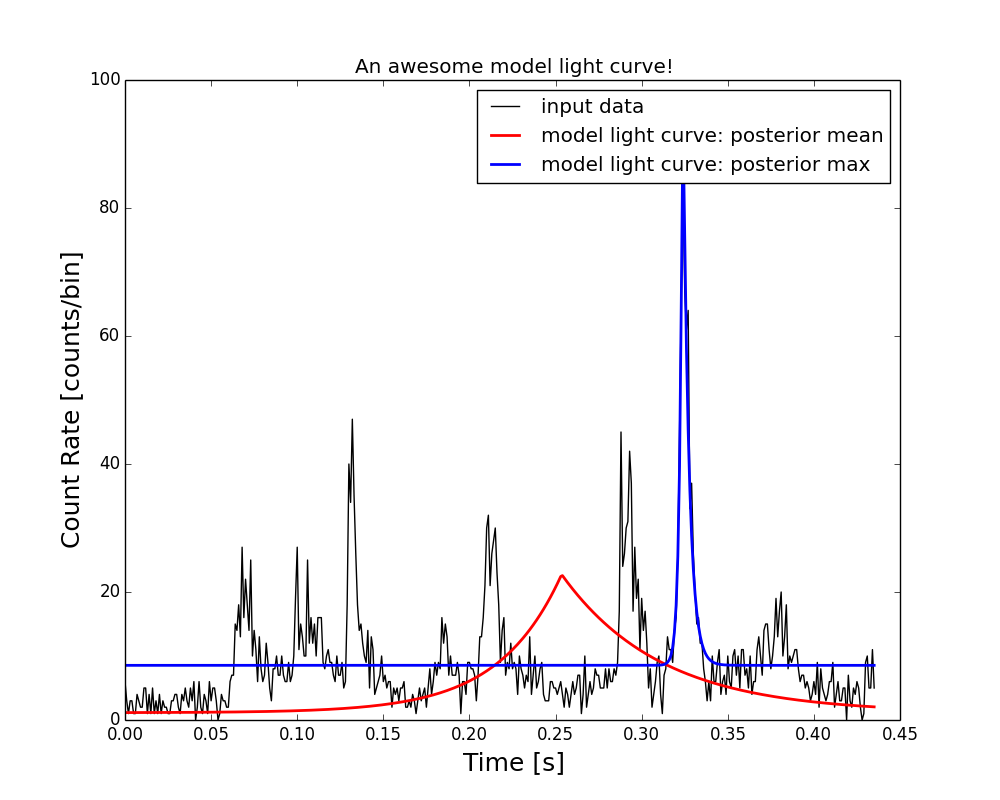 An awesome model light curve!
input data
model light curve: posterior mean
model light curve: posterior max
Count Rate [counts/bin]
100
80
60
40
20
0
0.00 0.05 0.10 0.15 0.20 0.25 0.30 0.35 0.40 0.45
Time [s]